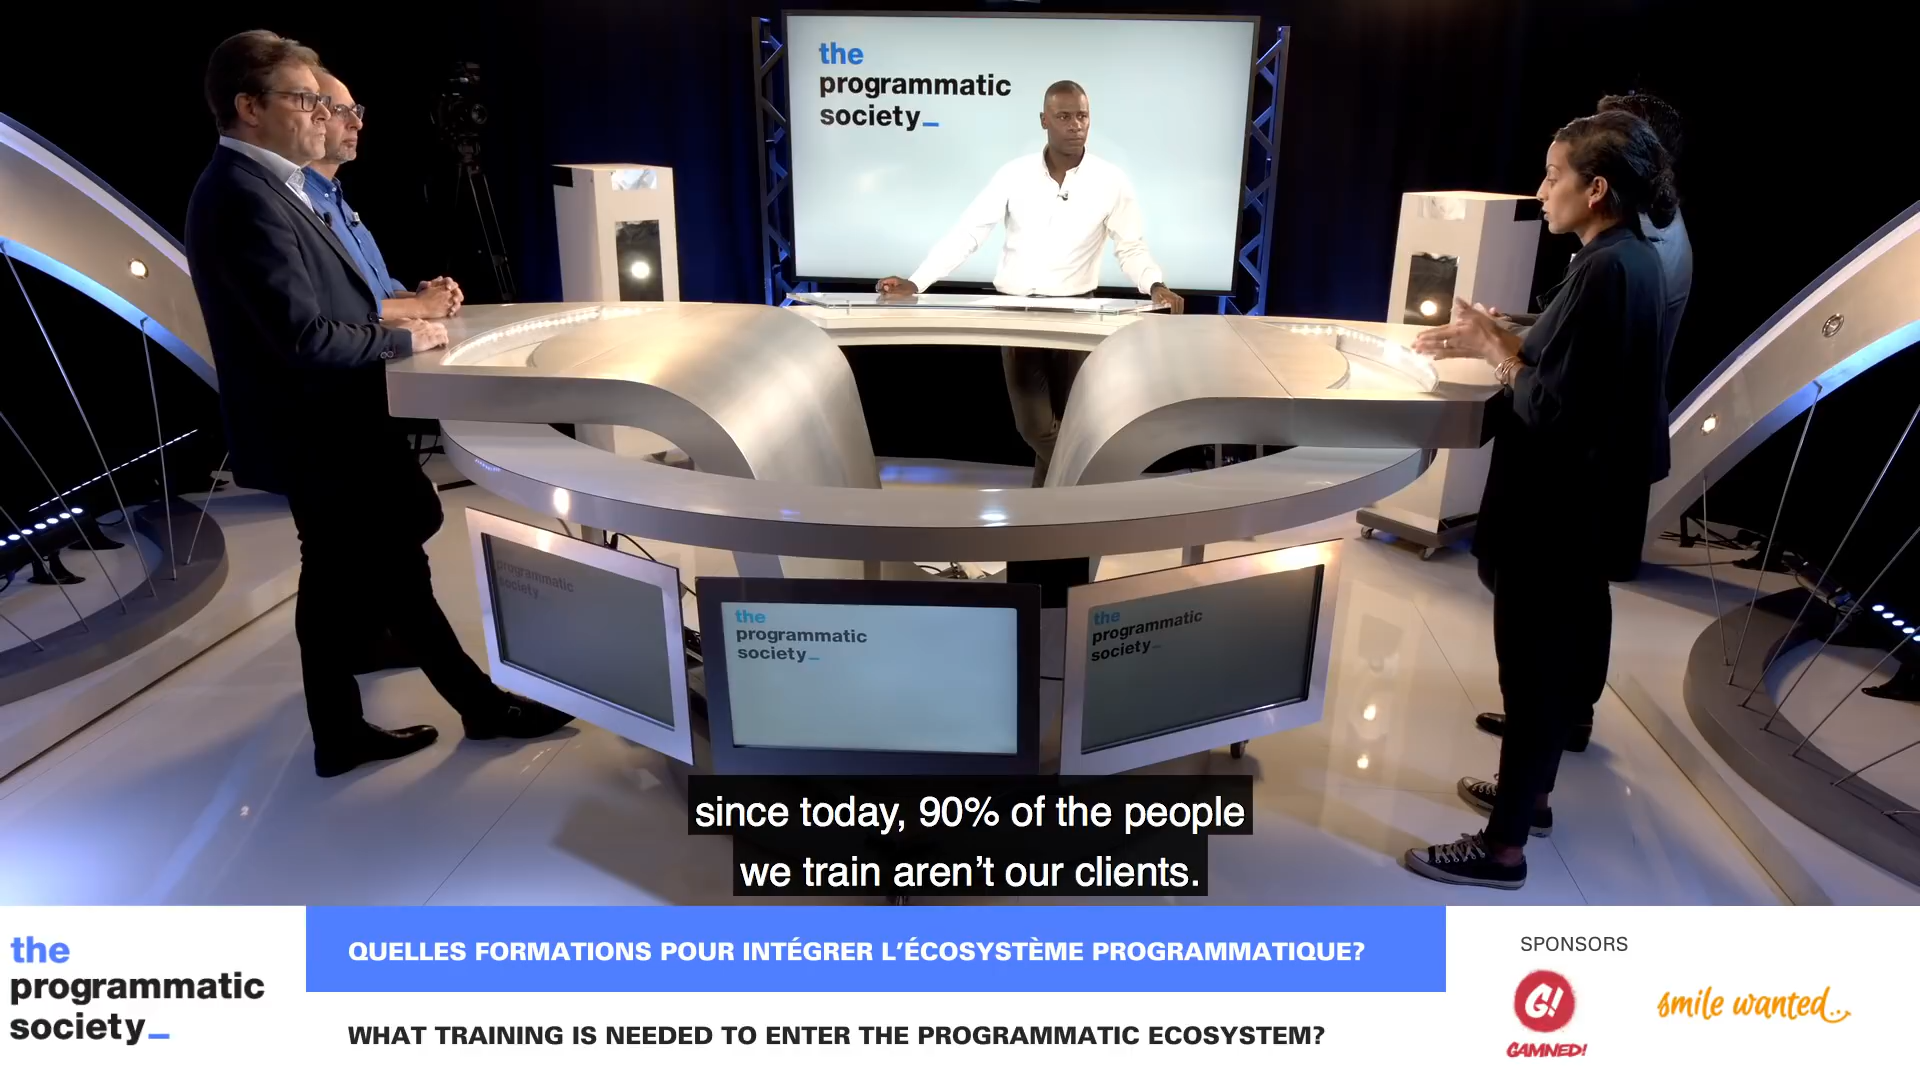 the
programmatic
society_
programmatic
society
the
programmatic
society_
the
programmatic
society_
since today, 90% of the people
we train aren't our clients.
the
programmatic
society_
QUELLES FORMATIONS POUR INTÉGRER L'ÉCOSYSTÈME PROGRAMMATIQUE?
WHAT TRAINING IS NEEDED TO ENTER THE PROGRAMMATIC ECOSYSTEM?
SPONSORS
G!
GAMNED!
smile wanted..